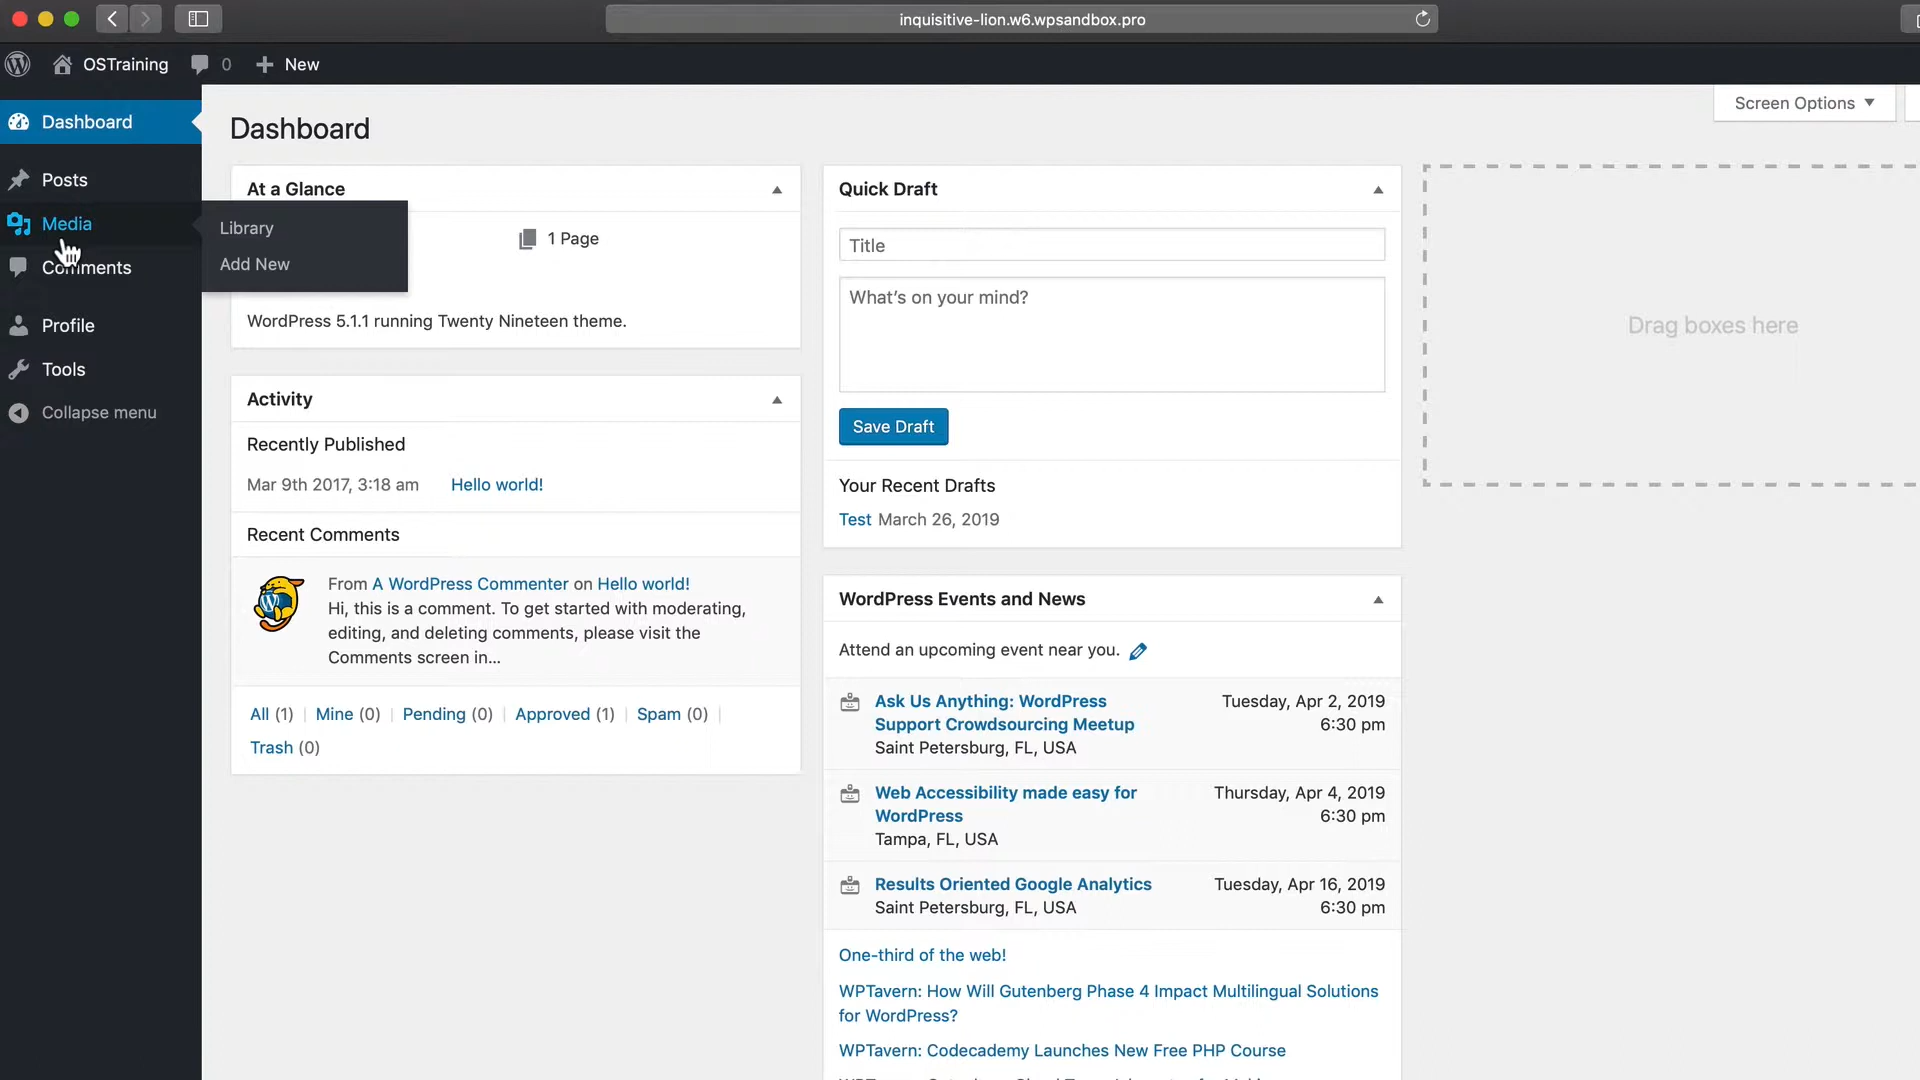 inquisitive-lion.w6.wpsandbox.pro
OSTraining
0
New
Screen Options
Dashboard
Posts
Media
Comments
Profile
Tools
Collapse menu
Library
Add New
Dashboard
At a Glance
1 Page
WordPress 5.1.1 running Twenty Nineteen theme.
Activity
Recently Published
Mar 9th 2017, 3:18 am Hello world!
Recent Comments
From A WordPress Commenter on Hello world!
Hi, this is a comment. To get started with moderating,
editing, and deleting comments, please visit the
Comments screen in...
All (1) | Mine (0) | Pending (0) | Approved (1) | Spam (0) |
Trash (0)
Quick Draft
Title
What’s on your mind?
Save Draft
Your Recent Drafts
Test March 26, 2019
WordPress Events and News
Attend an upcoming event near you.
Ask Us Anything: WordPress Tuesday, Apr 2, 2019
Support Crowdsourcing Meetup 6:30 pm
Saint Petersburg, FL, USA
Web Accessibility made easy for Thursday, Apr 4, 2019
WordPress 6:30 pm
Tampa, FL, USA
Results Oriented Google Analytics Tuesday, Apr 16, 2019
Saint Petersburg, FL, USA 6:30 pm
One-third of the web!
WPTavern: How Will Gutenberg Phase 4 Impact Multilingual Solutions
for WordPress?
WPTavern: Codecademy Launches New Free PHP Course
Drag boxes here